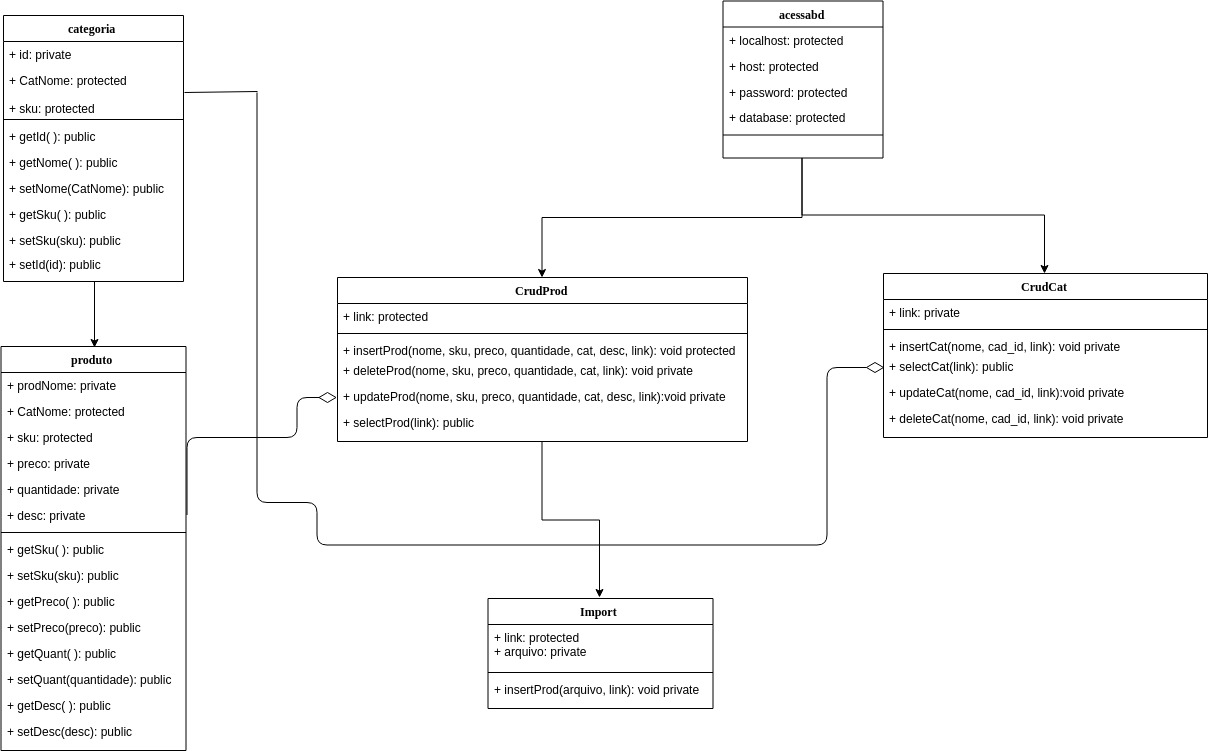 categoria
+ id: private
+ CatNome: protected
+ sku: protected
+ getId( ): public
+ getNome( ): public
+ setNome(CatNome): public
+ getSku( ): public
+ setSku(sku): public
+ setId(id): public
acessabd
+ localhost: protected
+ host: protected
+ password: protected
+ database: protected
CrudProd
+ link: protected
+ insertProd(nome, sku, preco, quantidade, cat, desc, link): void protected
+ deleteProd(nome, sku, preco, quantidade, cat, link): void private
+ updateProd(nome, sku, preco, quantidade, cat, desc, link):void private
+ selectProd(link): public
CrudCat
+ link: private
+ insertCat(nome, cad_id, link): void private
+ selectCat(link): public
+ updateCat(nome, cad_id, link):void private
+ deleteCat(nome, cad_id, link): void private
produto
+ prodNome: private
+ CatNome: protected
+ sku: protected
+ preco: private
+ quantidade: private
+ desc: private
+ getSku( ): public
+ setSku(sku): public
+ getPreco( ): public
+ setPreco(preco): public
+ getQuant( ): public
+ setQuant(quantidade): public
+ getDesc( ): public
+ setDesc(desc): public
Import
+ link: protected
+ arquivo: private
+ insertProd(arquivo, link): void private